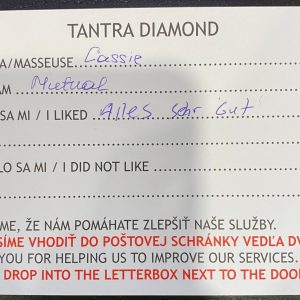 TANTRA DIAMOND
A/MASSEUSE Cassie
AM Mutual
SA MI / I LIKED Alles sehr gut
LO SA MI / I DID NOT LIKE
ME, ŽE NÁM POMÁHATE ZLEPŠIŤ NAŠE SLUŽBY.
SÍME VHODIŤ DO POŠTOVEJ SCHRÁNKY VEDĽA DV
YOU FOR HELPING US TO IMPROVE OUR SERVICES.
DROP INTO THE LETTERBOX NEXT TO THE DOO